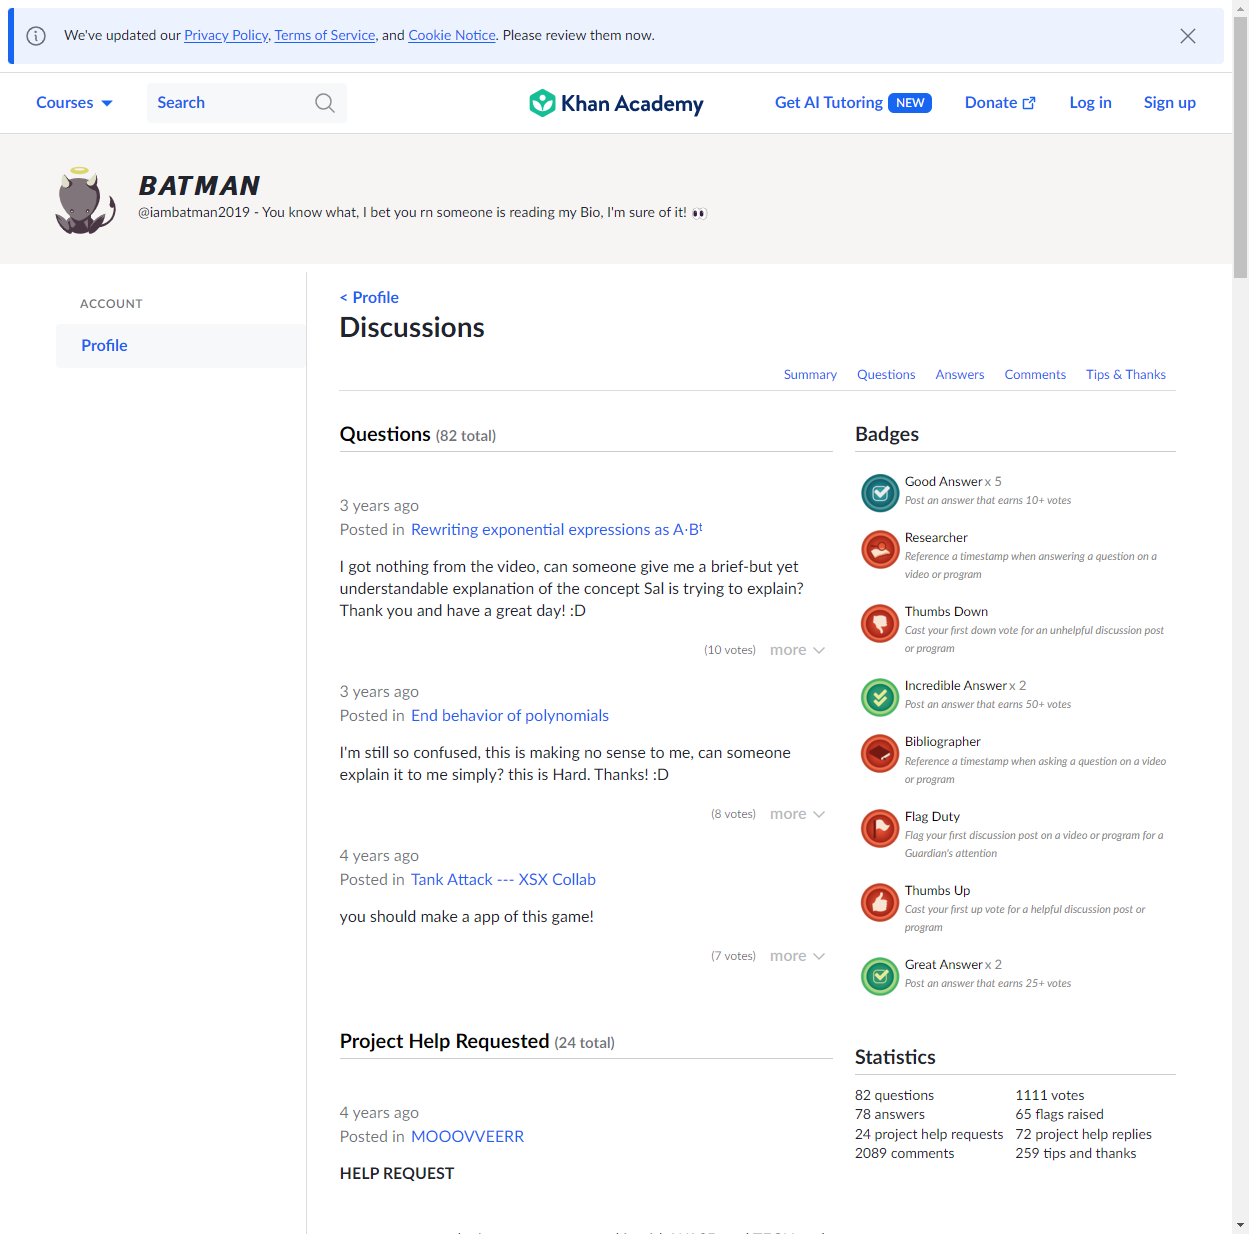 We've updated our Privacy Policy, Terms of Service, and Cookie Notice. Please review them now.
Courses
Search
Khan Academy
Get AI Tutoring NEW
Donate
Log in
Sign up
BATMAN
@iambatman2019 - You know what, I bet you rn someone is reading my Bio, I'm sure of it! 👀
ACCOUNT
Profile
< Profile
Discussions
Summary
Questions
Answers
Comments
Tips & Thanks
Questions (82 total)
3 years ago
Posted in Rewriting exponential expressions as A⋅Bᵗ
I got nothing from the video, can someone give me a brief-but yet
understandable explanation of the concept Sal is trying to explain?
Thank you and have a great day! :D
(10 votes) more
3 years ago
Posted in End behavior of polynomials
I'm still so confused, this is making no sense to me, can someone
explain it to me simply? this is Hard. Thanks! :D
(8 votes) more
4 years ago
Posted in Tank Attack --- XSX Collab
you should make a app of this game!
(7 votes) more
Project Help Requested (24 total)
4 years ago
Posted in MOOOVVEERR
HELP REQUEST
Badges
Good Answer x 5
Post an answer that earns 10+ votes
Researcher
Reference a timestamp when answering a question on a
video or program
Thumbs Down
Cast your first down vote for an unhelpful discussion post
or program
Incredible Answer x 2
Post an answer that earns 50+ votes
Bibliographer
Reference a timestamp when asking a question on a video
or program
Flag Duty
Flag your first discussion post on a video or program for a
Guardian's attention
Thumbs Up
Cast your first up vote for a helpful discussion post or
program
Great Answer x 2
Post an answer that earns 25+ votes
Statistics
82 questions
1111 votes
78 answers
65 flags raised
24 project help requests
72 project help replies
2089 comments
259 tips and thanks